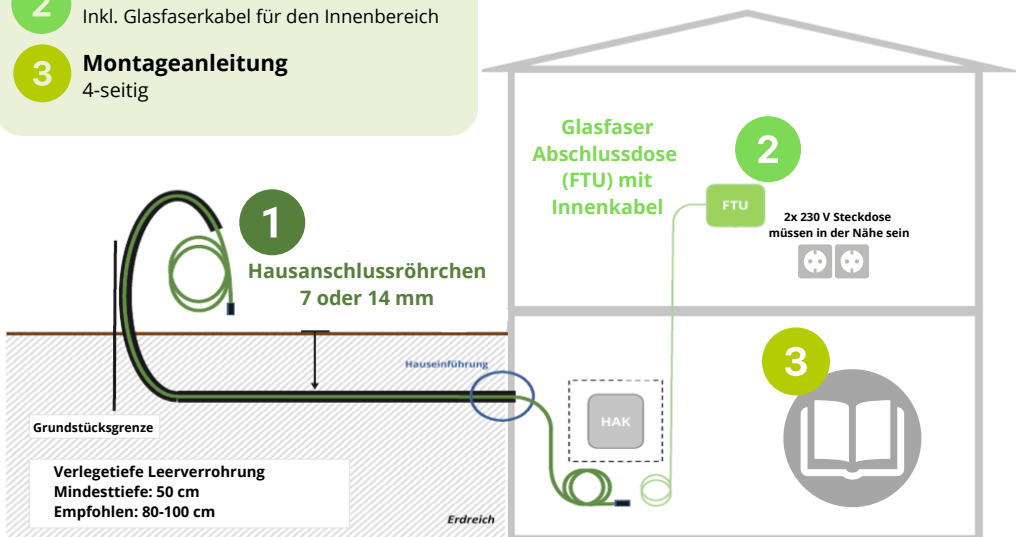 2
Inkl. Glasfaserkabel für den Innenbereich
3
Montageanleitung
4-seitig
Glasfaser
Abschlussdose
(FTU) mit
Innenkabel
2
FTU
2x 230 V Steckdose
müssen in der Nähe sein
1
Hausanschlussröhrchen
7 oder 14 mm
Hauseinführung
3
HAK
Grundstücksgrenze
Verlegetiefe Leerverrohrung
Mindesttiefe: 50 cm
Empfohlen: 80-100 cm
Erdreich